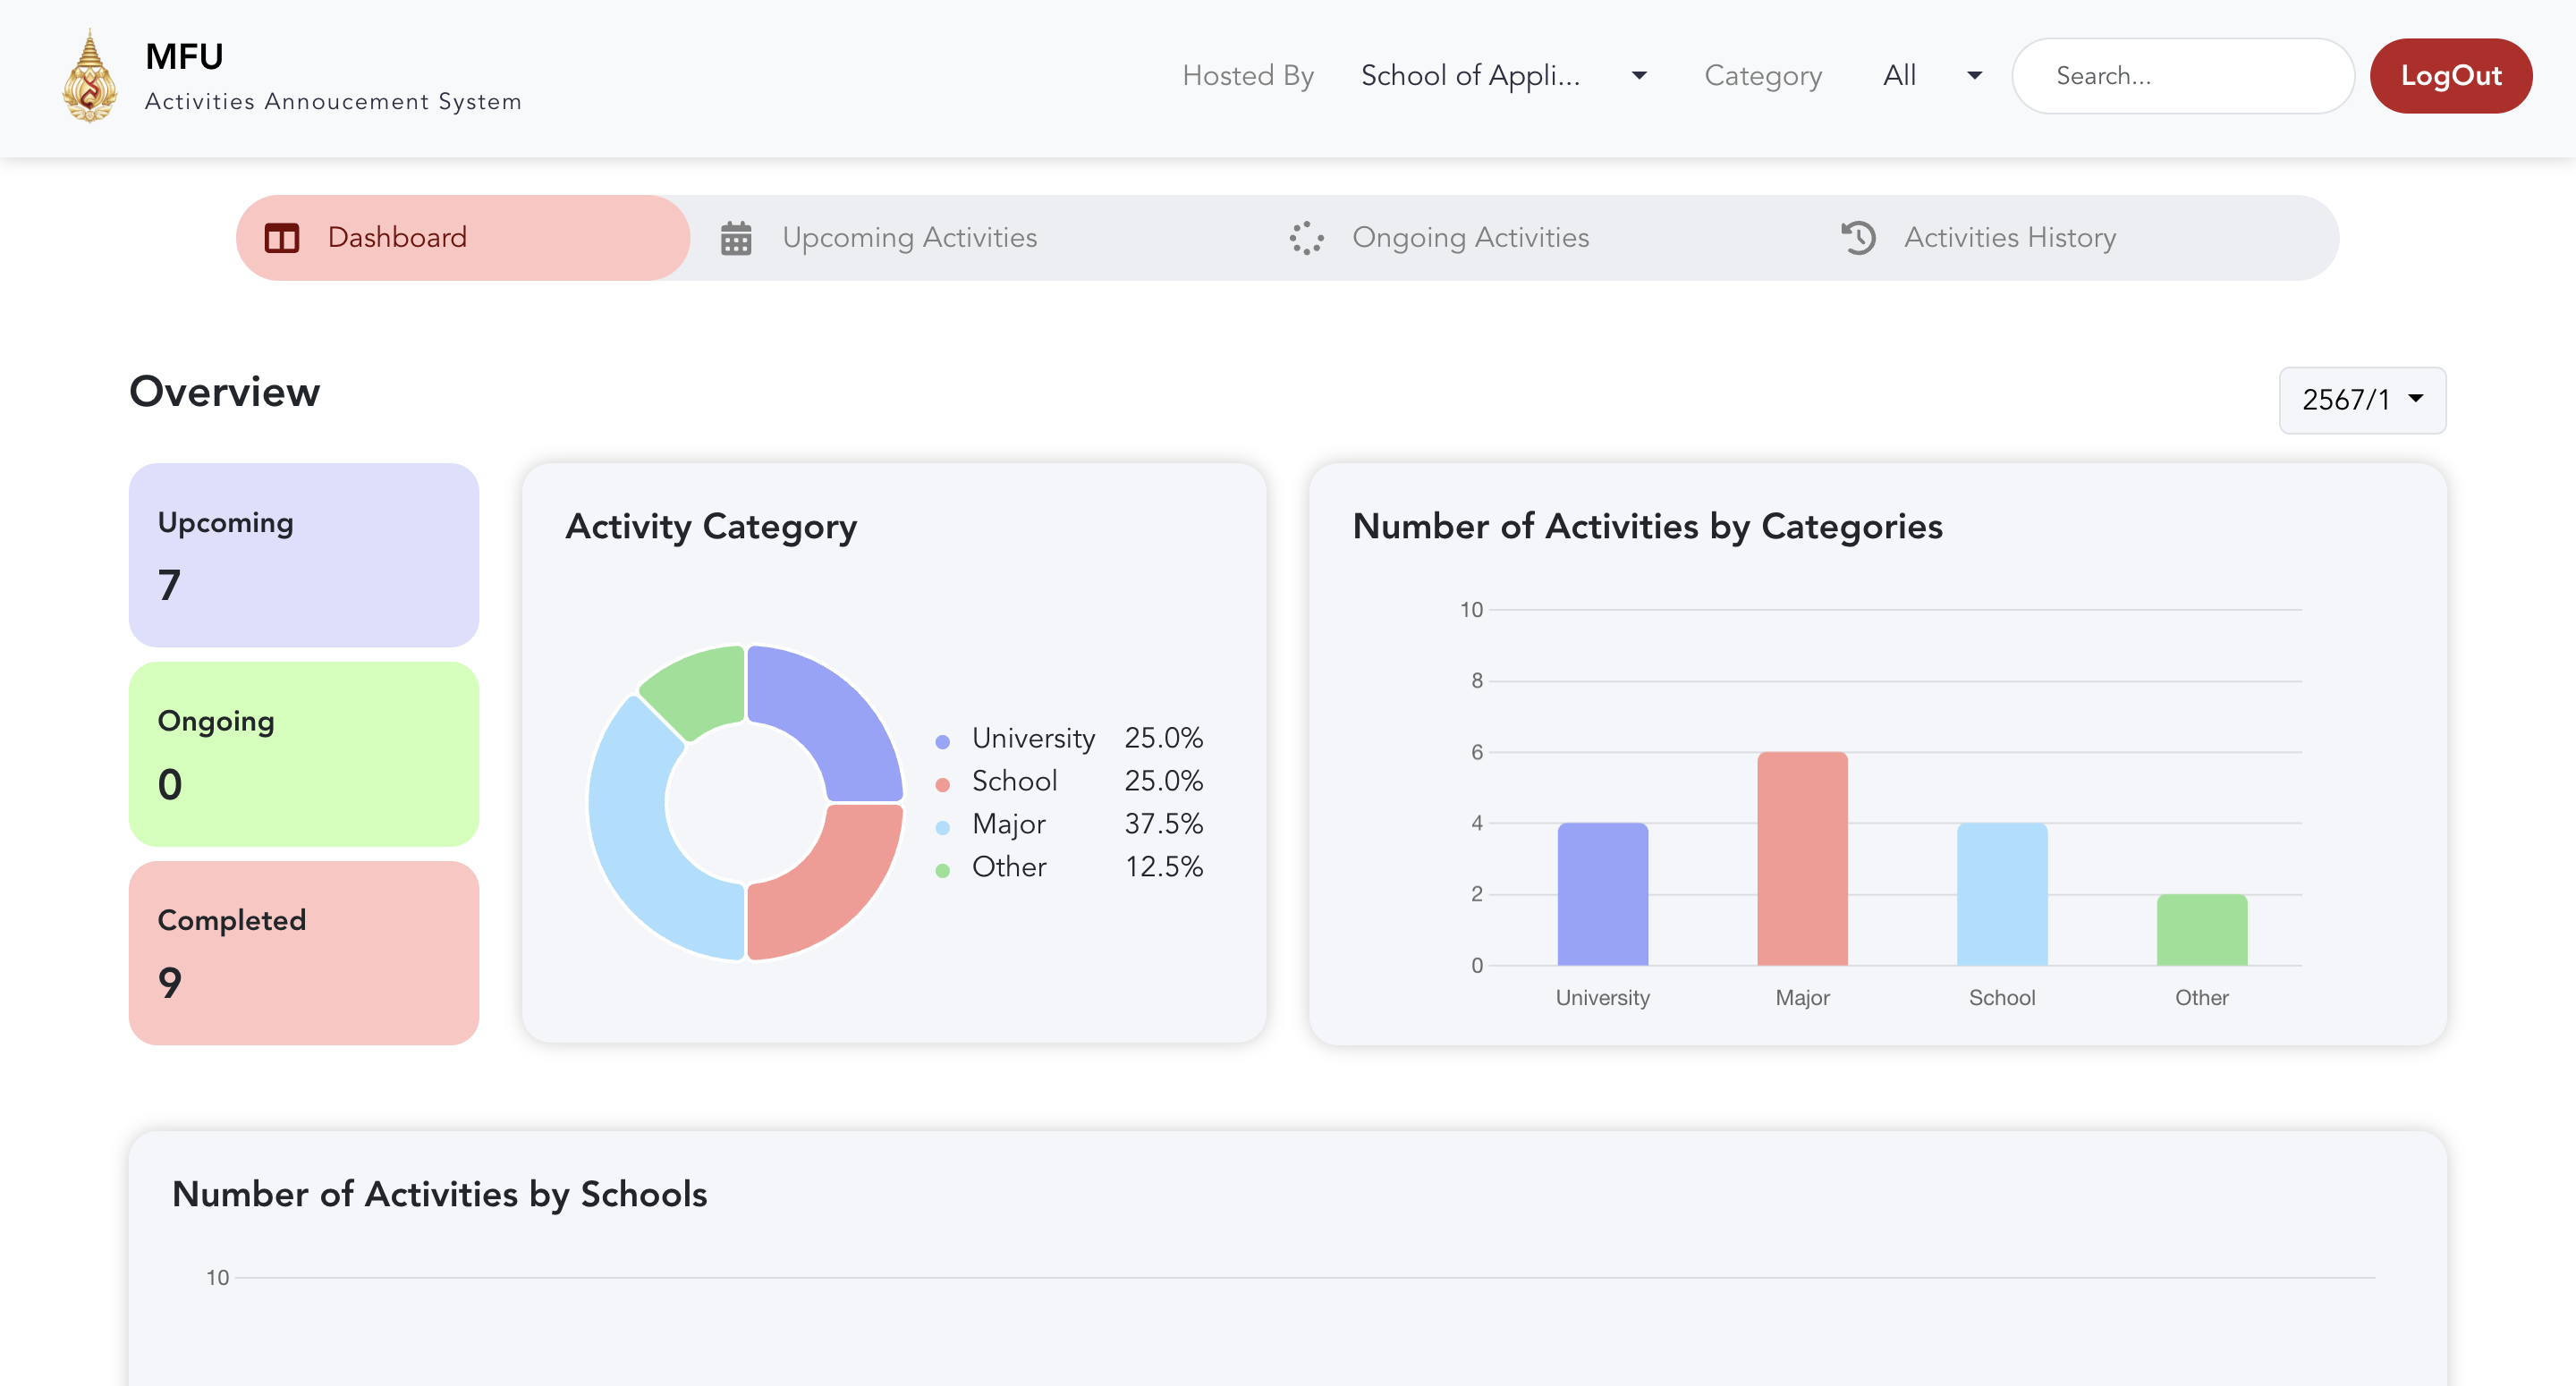 MFU
Activities Annoucement System
Hosted By School of Appli... Category All Search... LogOut
Dashboard Upcoming Activities Ongoing Activities Activities History
Overview
2567/1
Upcoming
7
Ongoing
0
Completed
9
Activity Category
University 25.0%
School 25.0%
Major 37.5%
Other 12.5%
Number of Activities by Categories
10
8
6
4
2
0
University Major School Other
Number of Activities by Schools
10